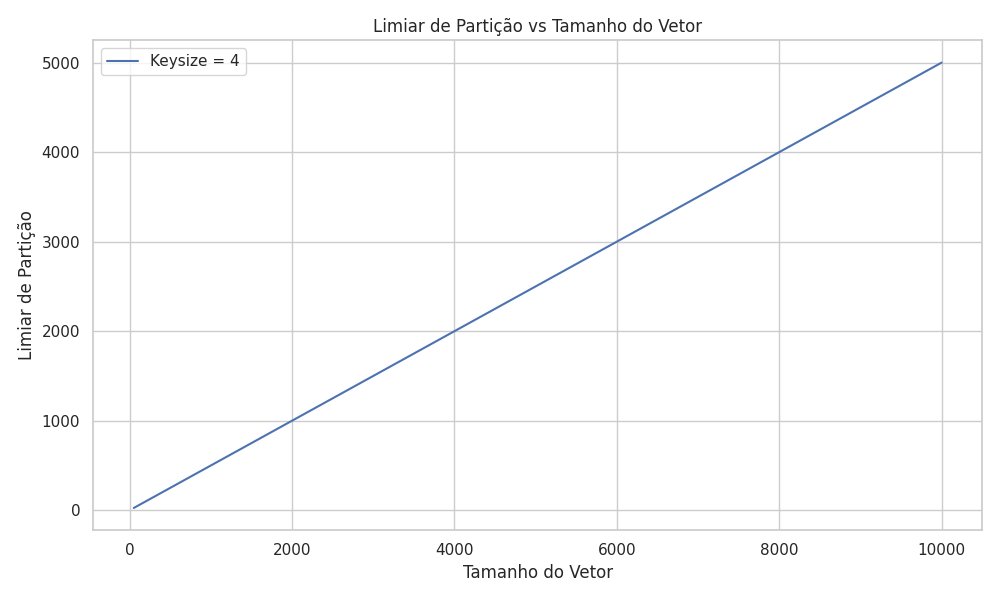 Limiar de Partição vs Tamanho do Vetor
Keysize = 4
5000
4000
3000
2000
1000
0
Limiar de Partição
0 2000 4000 6000 8000 10000
Tamanho do Vetor